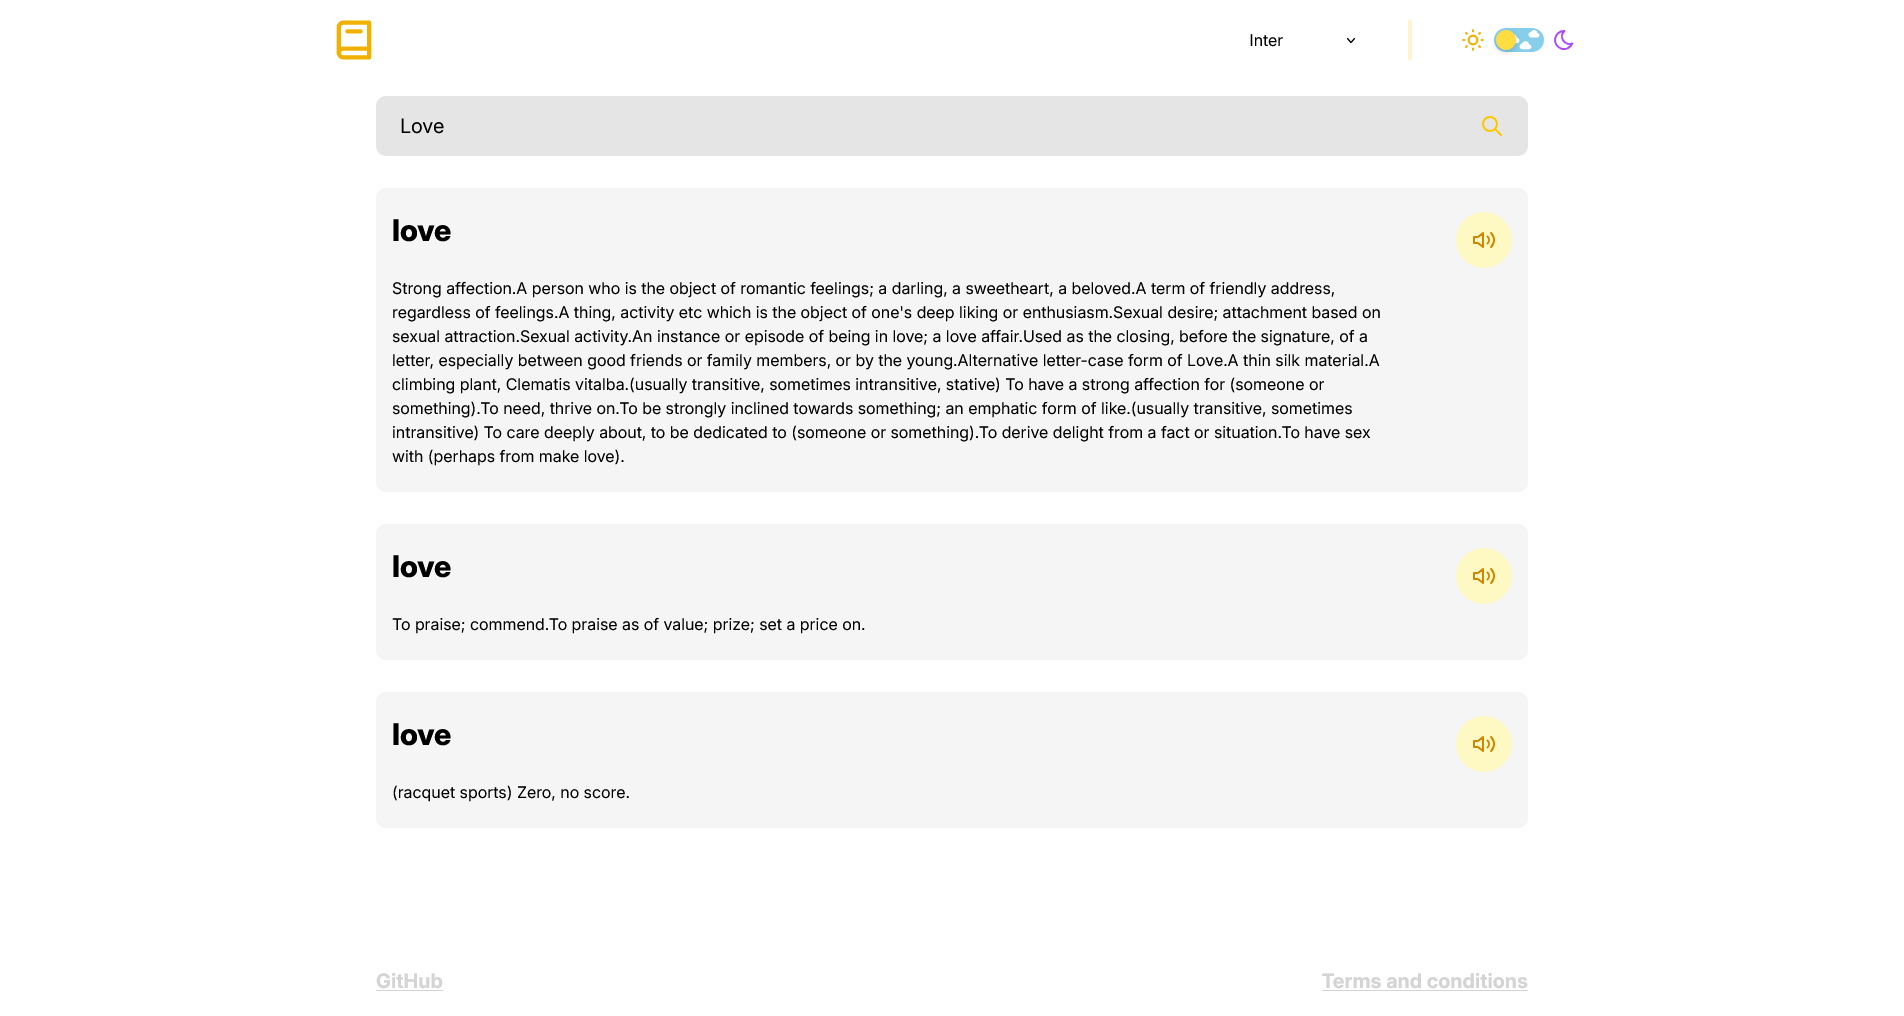 Inter
Love
love
Strong affection.A person who is the object of romantic feelings; a darling, a sweetheart, a beloved.A term of friendly address,
regardless of feelings.A thing, activity etc which is the object of one's deep liking or enthusiasm.Sexual desire; attachment based on
sexual attraction.Sexual activity.An instance or episode of being in love; a love affair.Used as the closing, before the signature, of a
letter, especially between good friends or family members, or by the young.Alternative letter-case form of Love.A thin silk material.A
climbing plant, Clematis vitalba.(usually transitive, sometimes intransitive, stative) To have a strong affection for (someone or
something).To need, thrive on.To be strongly inclined towards something; an emphatic form of like.(usually transitive, sometimes
intransitive) To care deeply about, to be dedicated to (someone or something).To derive delight from a fact or situation.To have sex
with (perhaps from make love).
love
To praise; commend.To praise as of value; prize; set a price on.
love
(racquet sports) Zero, no score.
GitHub
Terms and conditions